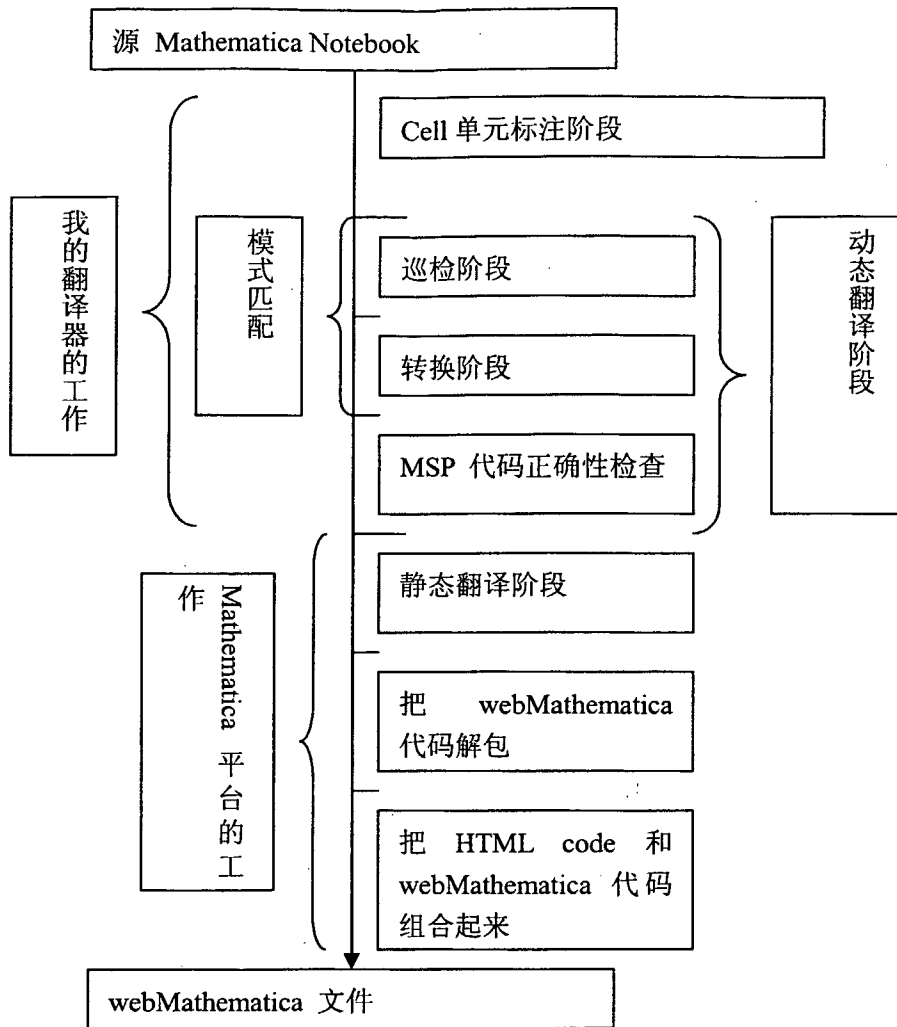 源 Mathematica Notebook
Cell 单元标注阶段
我的翻译器的工作
模式匹配
巡检阶段
转换阶段
MSP 代码正确性检查
动态翻译阶段
Mathematica 平台的工
作
静态翻译阶段
把 webMathematica
代码解包
把 HTML code 和
webMathematica 代码
组合起来
webMathematica 文件